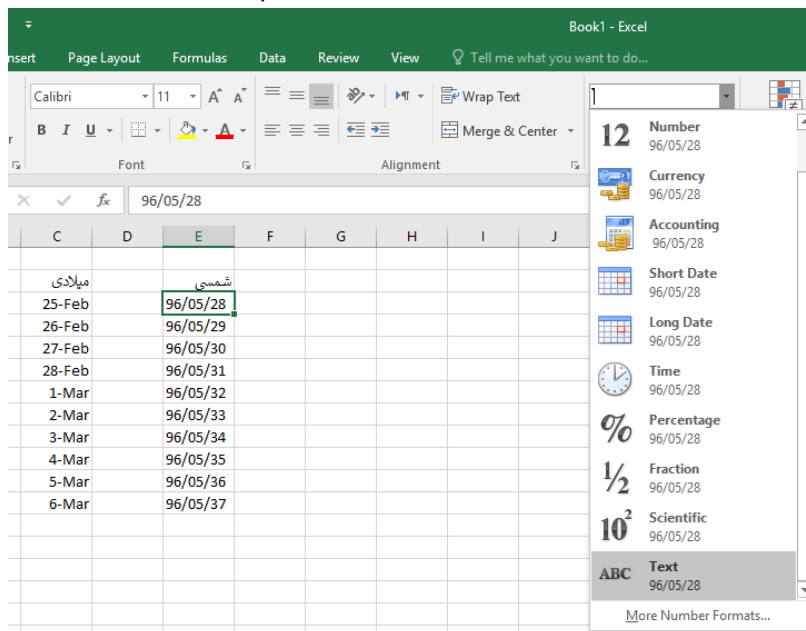 Book1 - Excel
nsert Page Layout Formulas Data Review View Tell me what you want to do...
Calibri 11 A A Wrap Text
B I U A Merge & Center
Font Alignment
fx 96/05/28
C D E F G H I J
میلادی شمسی
25-Feb 96/05/28
26-Feb 96/05/29
27-Feb 96/05/30
28-Feb 96/05/31
1-Mar 96/05/32
2-Mar 96/05/33
3-Mar 96/05/34
4-Mar 96/05/35
5-Mar 96/05/36
6-Mar 96/05/37
12 Number
96/05/28
Currency
96/05/28
Accounting
96/05/28
Short Date
96/05/28
Long Date
96/05/28
Time
96/05/28
% Percentage
96/05/28
1/2 Fraction
96/05/28
10² Scientific
96/05/28
ABC Text
96/05/28
More Number Formats...